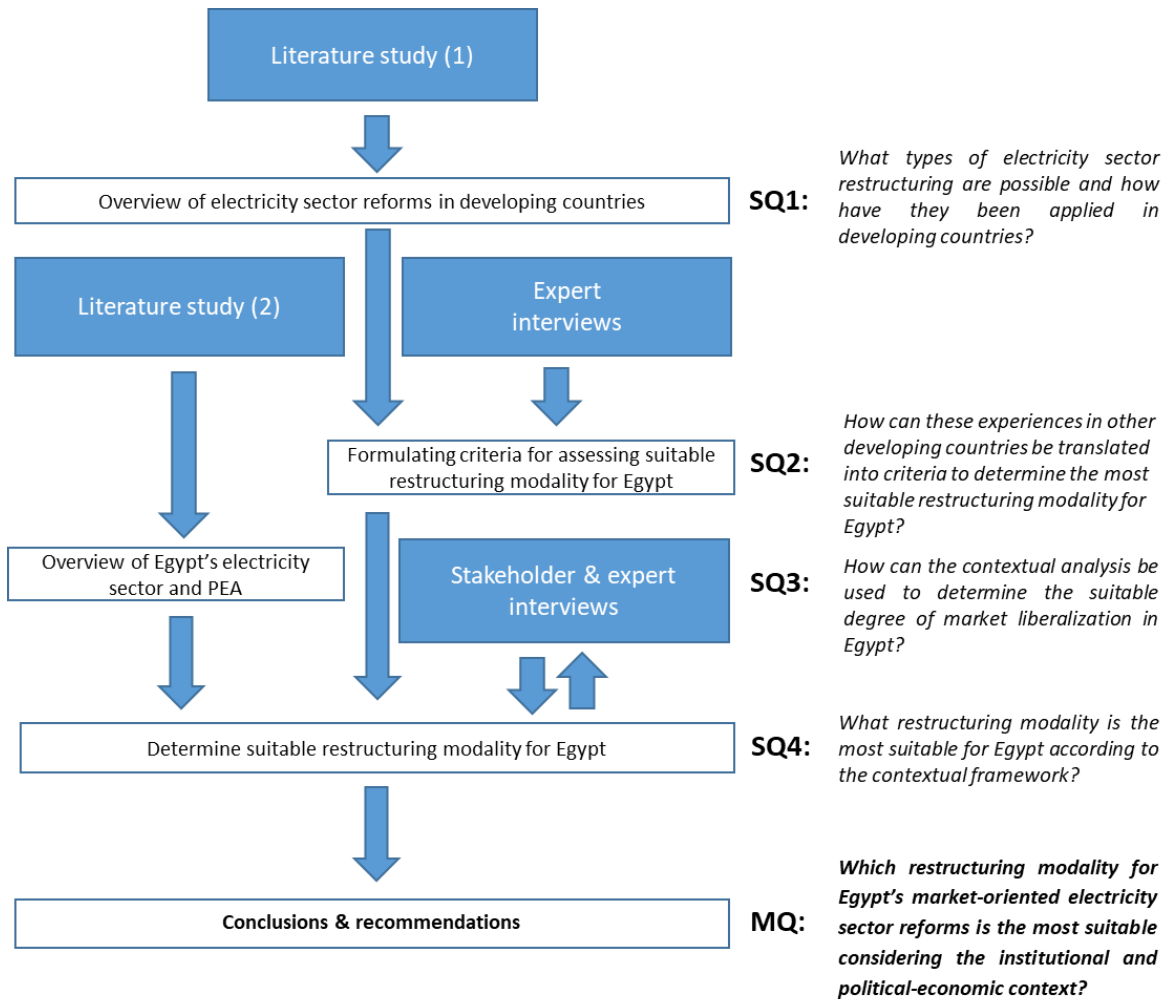 Literature study (1)
Overview of electricity sector reforms in developing countries
SQ1:
What types of electricity sector
restructuring are possible and how
have they been applied in
developing countries?
Literature study (2)
Expert
interviews
Formulating criteria for assessing suitable
restructuring modality for Egypt
SQ2:
How can these experiences in other
developing countries be translated
into criteria to determine the most
suitable restructuring modality for
Egypt?
Overview of Egypt's electricity
sector and PEA
Stakeholder & expert
interviews
SQ3:
How can the contextual analysis be
used to determine the suitable
degree of market liberalization in
Egypt?
Determine suitable restructuring modality for Egypt
SQ4:
What restructuring modality is the
most suitable for Egypt according to
the contextual framework?
Conclusions & recommendations
MQ:
Which restructuring modality for
Egypt's market-oriented electricity
sector reforms is the most suitable
considering the institutional and
political-economic context?